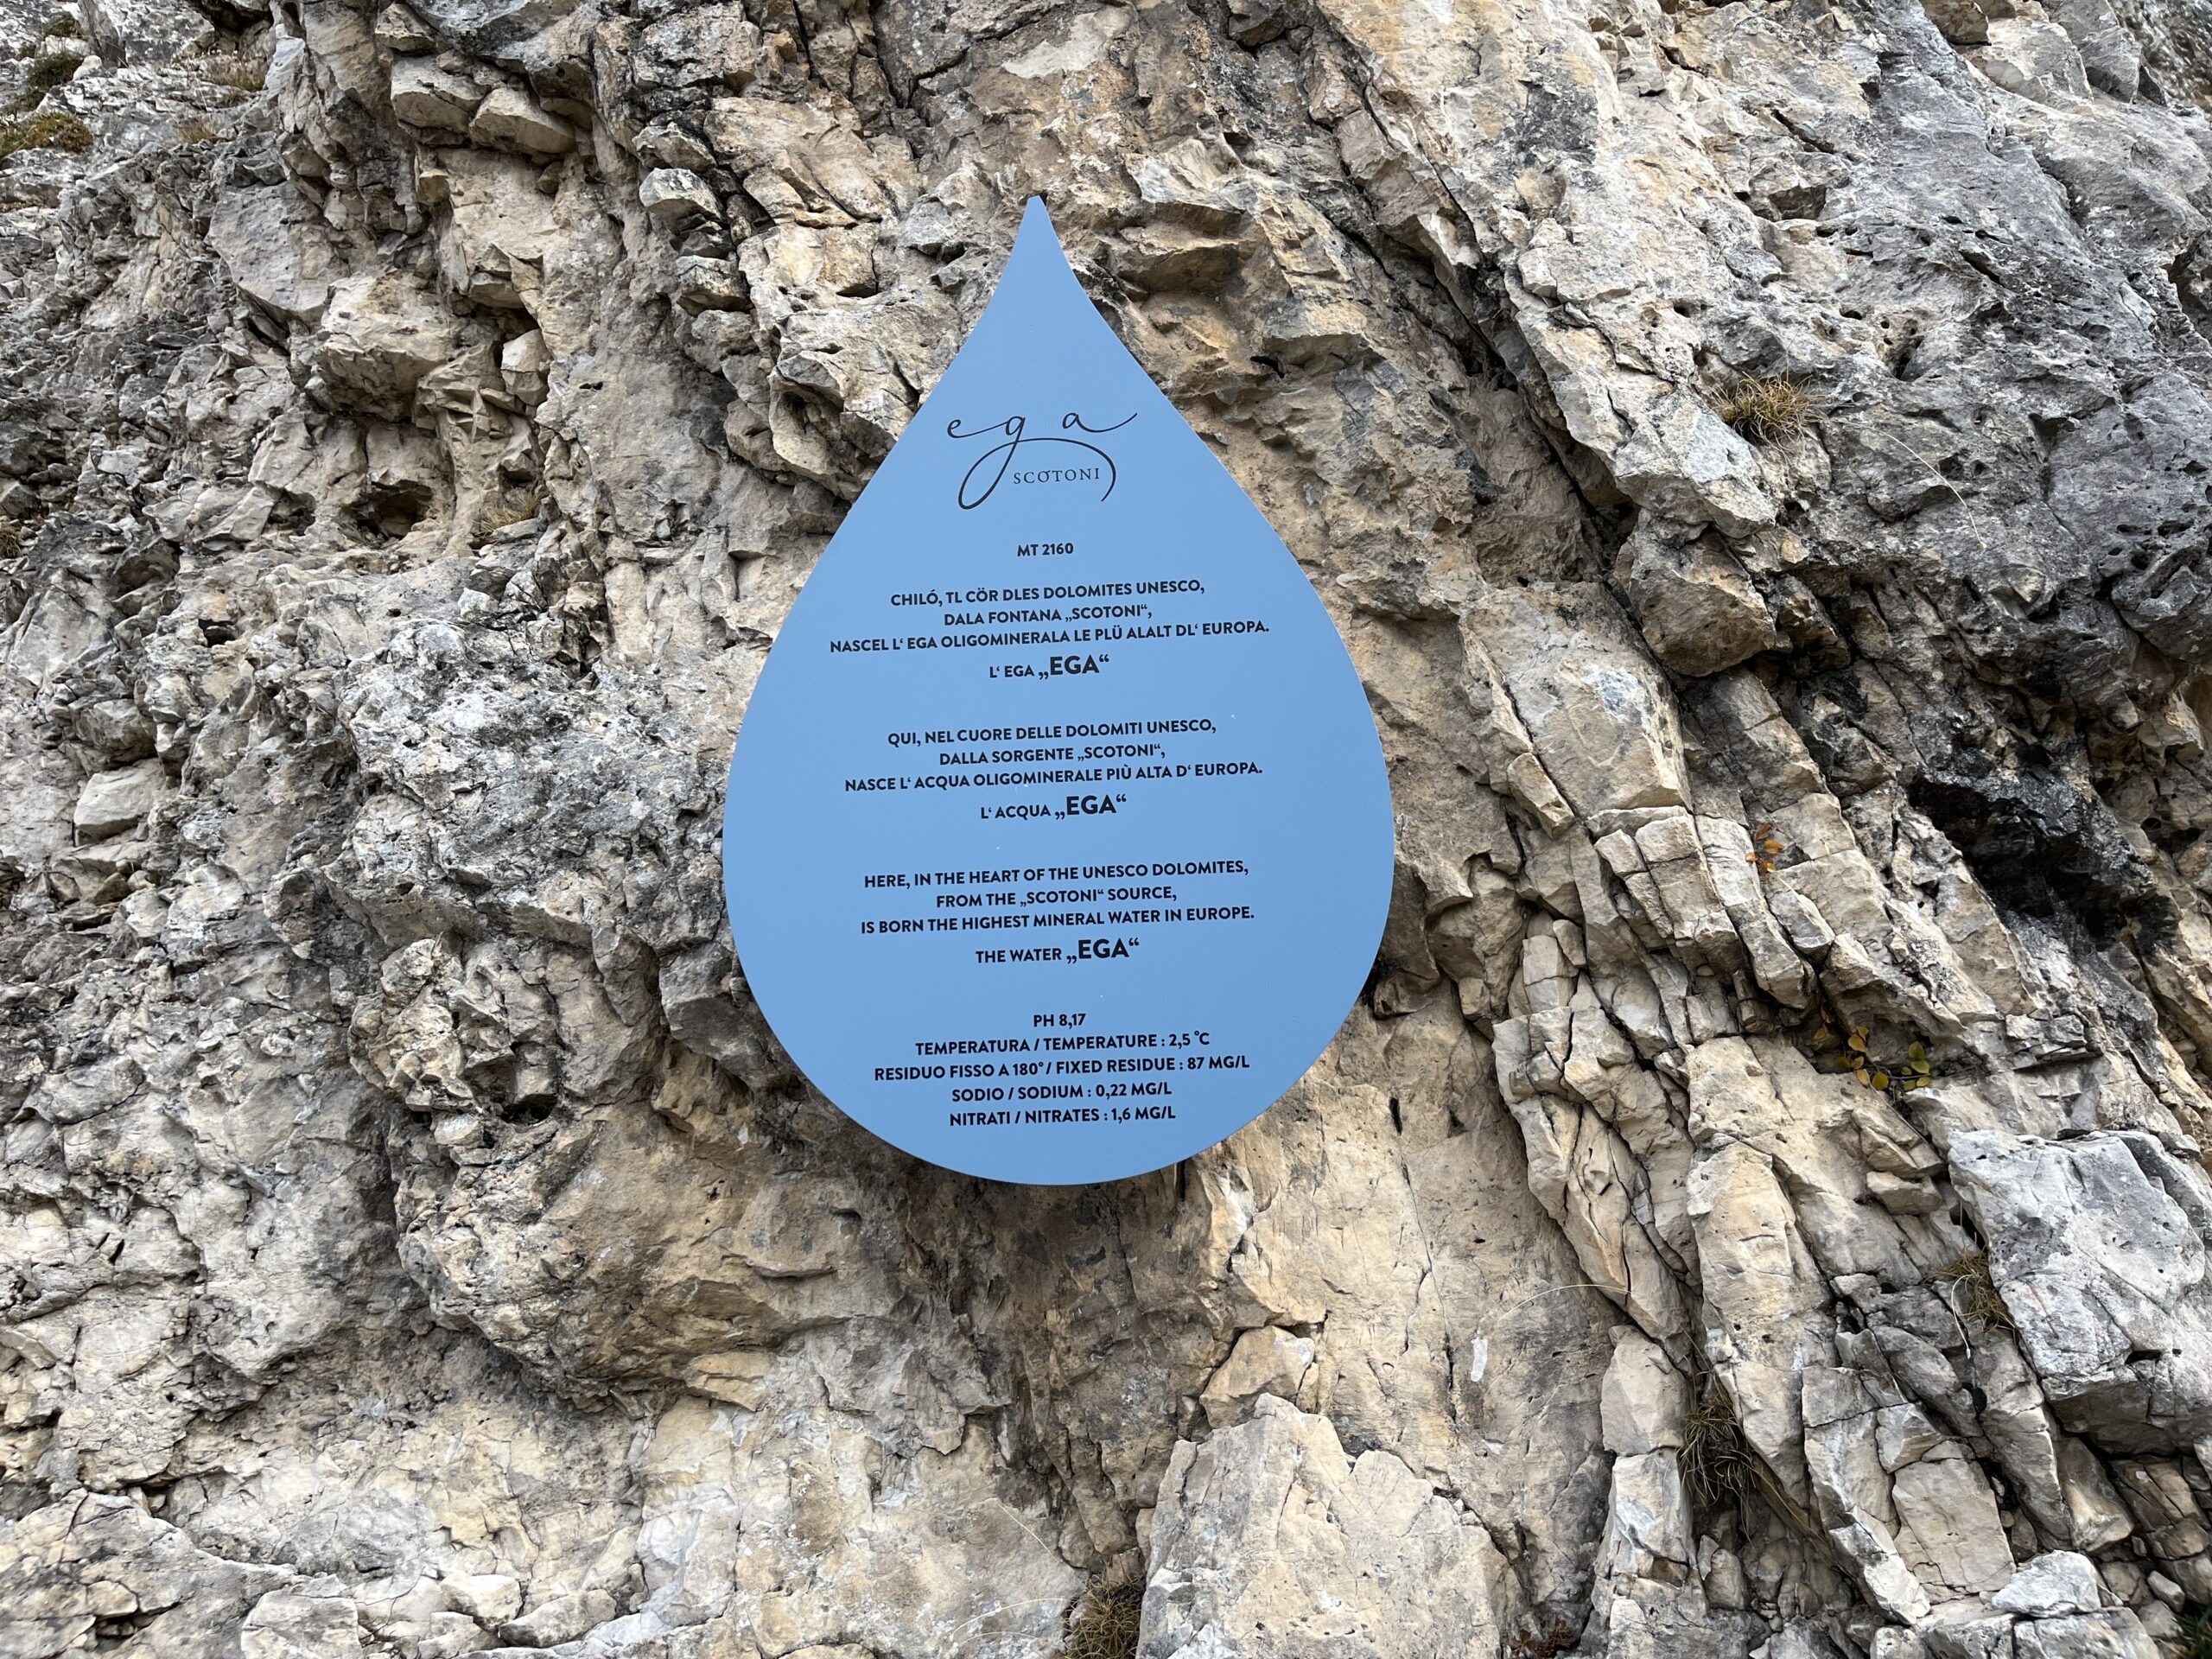 ega
SCOTONI
MT 2160
CHILÓ, TL CÖR DLES DOLOMITES UNESCO,
DALA FONTANA „SCOTONI“,
NASCEL L‘ EGA OLIGOMINERALA LE PLÜ ALALT DL‘ EUROPA.
L‘ EGA „EGA“
QUI, NEL CUORE DELLE DOLOMITI UNESCO,
DALLA SORGENTE „SCOTONI“,
NASCE L‘ ACQUA OLIGOMINERALE PIÙ ALTA D‘ EUROPA.
L‘ ACQUA „EGA“
HERE, IN THE HEART OF THE UNESCO DOLOMITES,
FROM THE „SCOTONI“ SOURCE,
IS BORN THE HIGHEST MINERAL WATER IN EUROPE.
THE WATER „EGA“
PH 8,17
TEMPERATURA / TEMPERATURE : 2,5 °C
RESIDUO FISSO A 180° / FIXED RESIDUE : 87 MG/L
SODIO / SODIUM : 0,22 MG/L
NITRATI / NITRATES : 1,6 MG/L